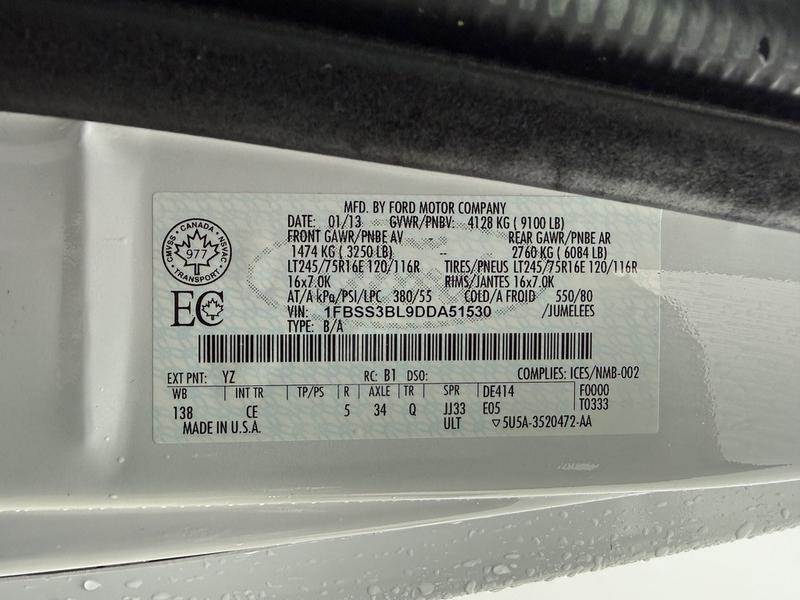 MFD. BY FORD MOTOR COMPANY
DATE: 01/13 GVWR/PNBV: 4128 KG ( 9100 LB)
FRONT GAWR/PNBE AV -- REAR GAWR/PNBE AR
1474 KG ( 3250 LB) -- 2760 KG ( 6084 LB)
LT245/75R16E 120/116R TIRES/PNEUS LT245/75R16E 120/116R
16x7.0K RIMS/JANTES 16x7.0K
AT/A kPa/PSI/LPC 380/55 COLD/A FROID 550/80
VIN: 1FBSS3BL9DDA51530 /JUMELEES
TYPE: B/A
CANADA
CMVSS
NSVAC
977
TRANSPORT
EC
EXT PNT: YZ RC: B1 DSO: COMPLIES: ICES/NMB-002
WB INT TR TP/PS R AXLE TR SPR DE414 F0000
138 CE 5 34 Q JJ33 E05 T0333
MADE IN U.S.A. ULT ▽5U5A-3520472-AA